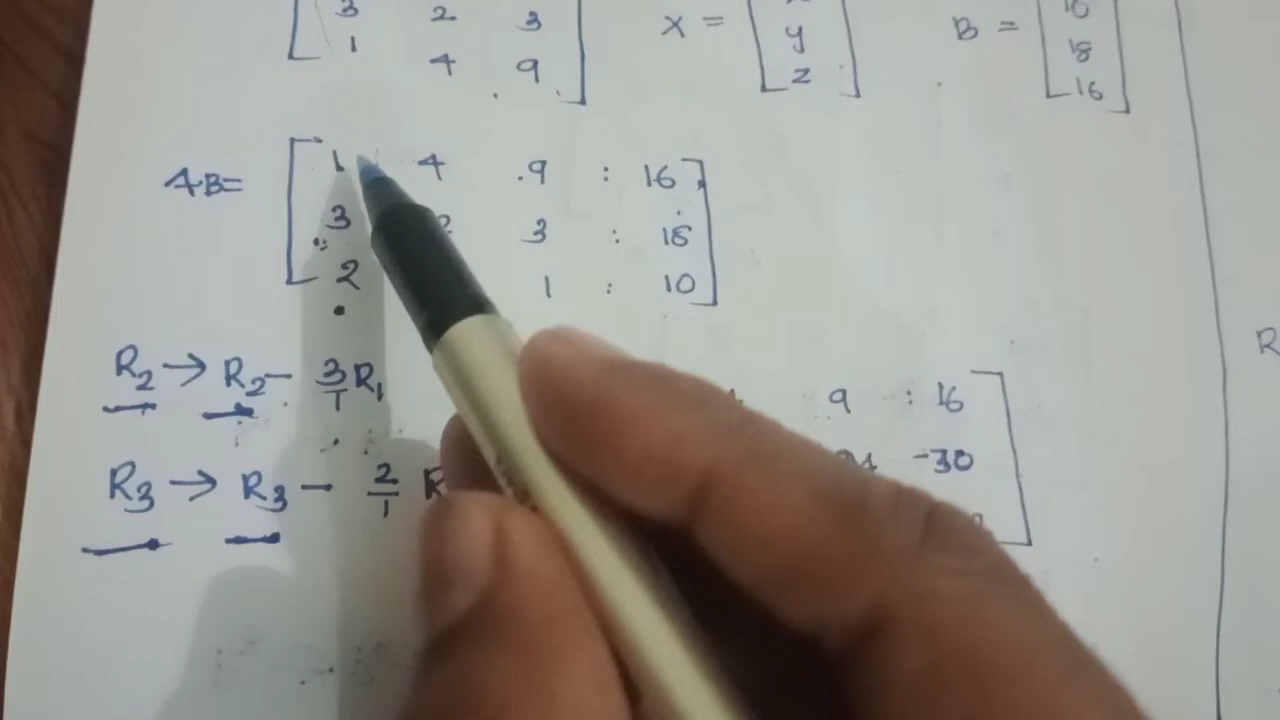 3 2 3 X = y B = 18
1 4 9 z 16
AB= 1 4 .9 : 16
3 3 : 18
2 1 : 10
R2 → R2 - 3/1 R1 9 : 16
-30
R3 → R3 - 2/1 R
R